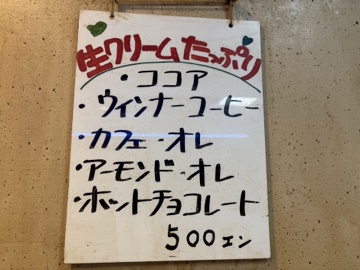 生クリームたっぷり
・ココア
・ウィンナーコーヒー
・カフェ・オレ
・アーモンド・オレ
・ホットチョコレート
500エン